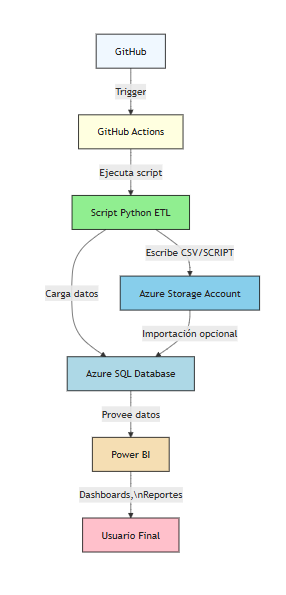 GitHub
Trigger
GitHub Actions
Ejecuta script
Script Python ETL
Escribe CSV/SCRIPT
Carga datos
Azure Storage Account
Importación opcional
Azure SQL Database
Provee datos
Power BI
Dashboards,\nReportes
Usuario Final